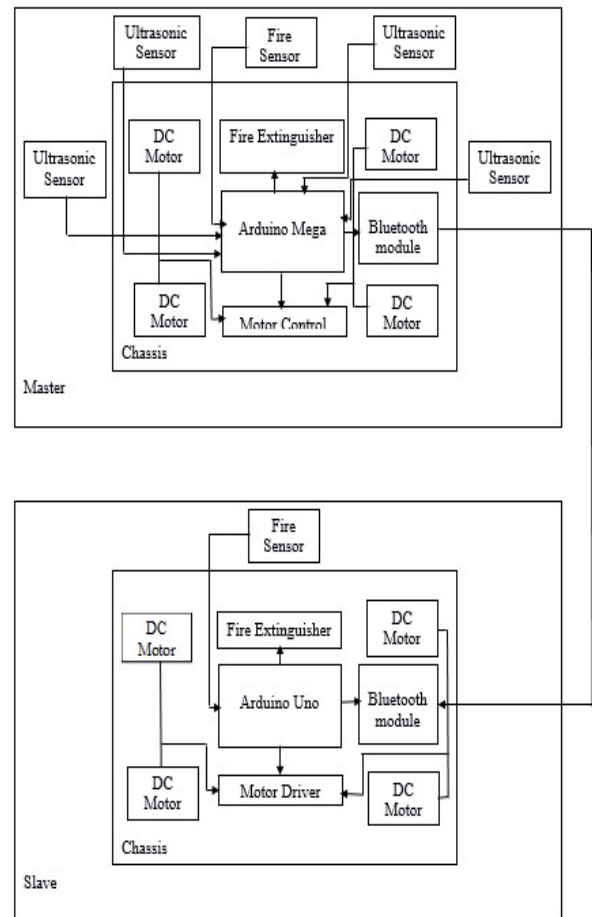 Ultrasonic
Sensor
Fire
Sensor
Ultrasonic
Sensor
DC
Motor
Fire Extinguisher
DC
Motor
Ultrasonic
Sensor
Ultrasonic
Sensor
Arduino Mega
Bluetooth
module
DC
Motor
Motor Control
DC
Motor
Chassis
Master
Fire
Sensor
DC
Motor
Fire Extinguisher
DC
Motor
Arduino Uno
Bluetooth
module
DC
Motor
Motor Driver
DC
Motor
Chassis
Slave